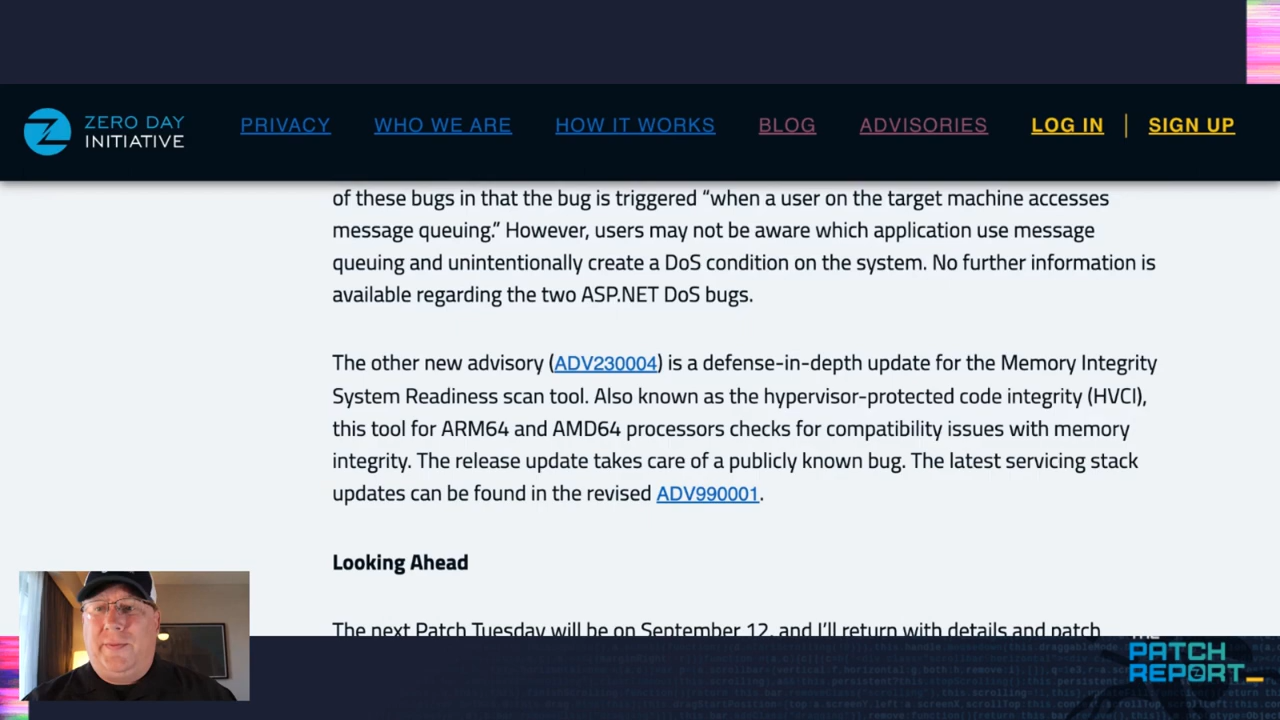 ZERO DAY
INITIATIVE
PRIVACY WHO WE ARE HOW IT WORKS BLOG ADVISORIES LOG IN | SIGN UP
of these bugs in that the bug is triggered “when a user on the target machine accesses
message queuing.” However, users may not be aware which application use message
queuing and unintentionally create a DoS condition on the system. No further information is
available regarding the two ASP.NET DoS bugs.
The other new advisory (ADV230004) is a defense-in-depth update for the Memory Integrity
System Readiness scan tool. Also known as the hypervisor-protected code integrity (HVCI),
this tool for ARM64 and AMD64 processors checks for compatibility issues with memory
integrity. The release update takes care of a publicly known bug. The latest servicing stack
updates can be found in the revised ADV990001.
Looking Ahead
The next Patch Tuesday will be on September 12, and I’ll return with details and patch
THE
PATCH
REPORT_